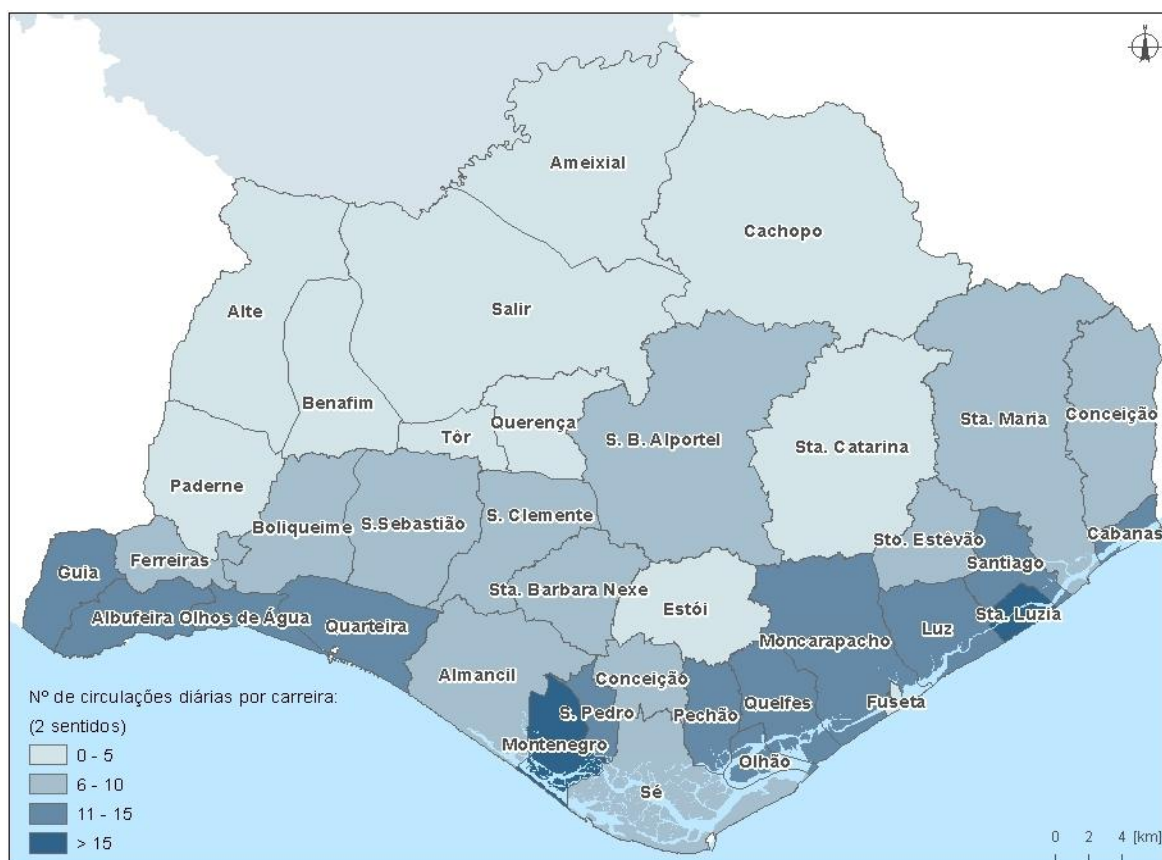 Ameixial
Cachopo
Alte
Salir
Benafim
Querença
Tôr
S. B. Alportel
Sta. Catarina
Sta. Maria
Conceição
Paderne
Boliqueime
S.Sebastião
S. Clemente
Ferreiras
Sto. Estêvão
Cabanas
Santiago
Guia
Sta. Barbara Nexe
Estói
Sta. Luzia
Albufeira
Olhos de Água
Quarteira
Moncarapacho
Luz
Almancil
Conceição
S. Pedro
Pechão
Quelfes
Fuseta
Montenegro
Olhão
Sé
Nº de circulações diárias por carreira:
(2 sentidos)
0 - 5
6 - 10
11 - 15
> 15
0 2 4 [km]